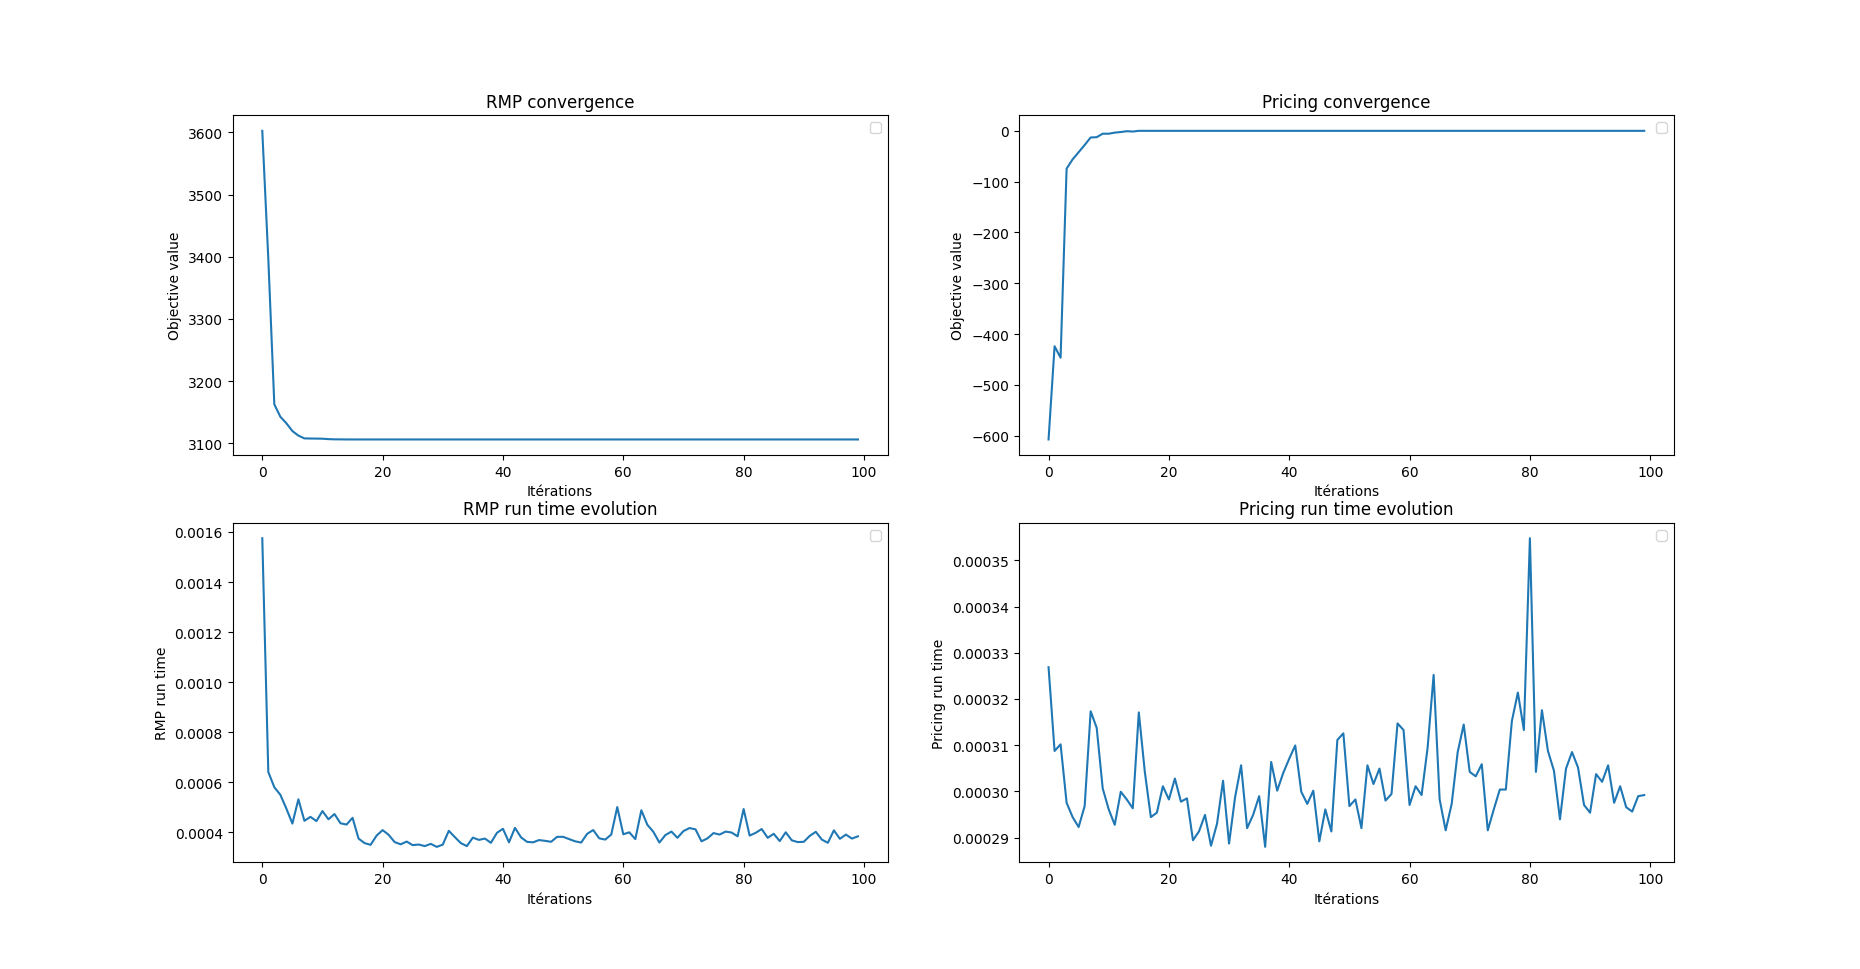 RMP convergence
Objective value
3600
3500
3400
3300
3200
3100
0 20 40 60 80 100
Itérations
Pricing convergence
Objective value
0
−100
−200
−300
−400
−500
−600
0 20 40 60 80 100
Itérations
RMP run time evolution
RMP run time
0.0016
0.0014
0.0012
0.0010
0.0008
0.0006
0.0004
0 20 40 60 80 100
Itérations
Pricing run time evolution
Pricing run time
0.00035
0.00034
0.00033
0.00032
0.00031
0.00030
0.00029
0 20 40 60 80 100
Itérations